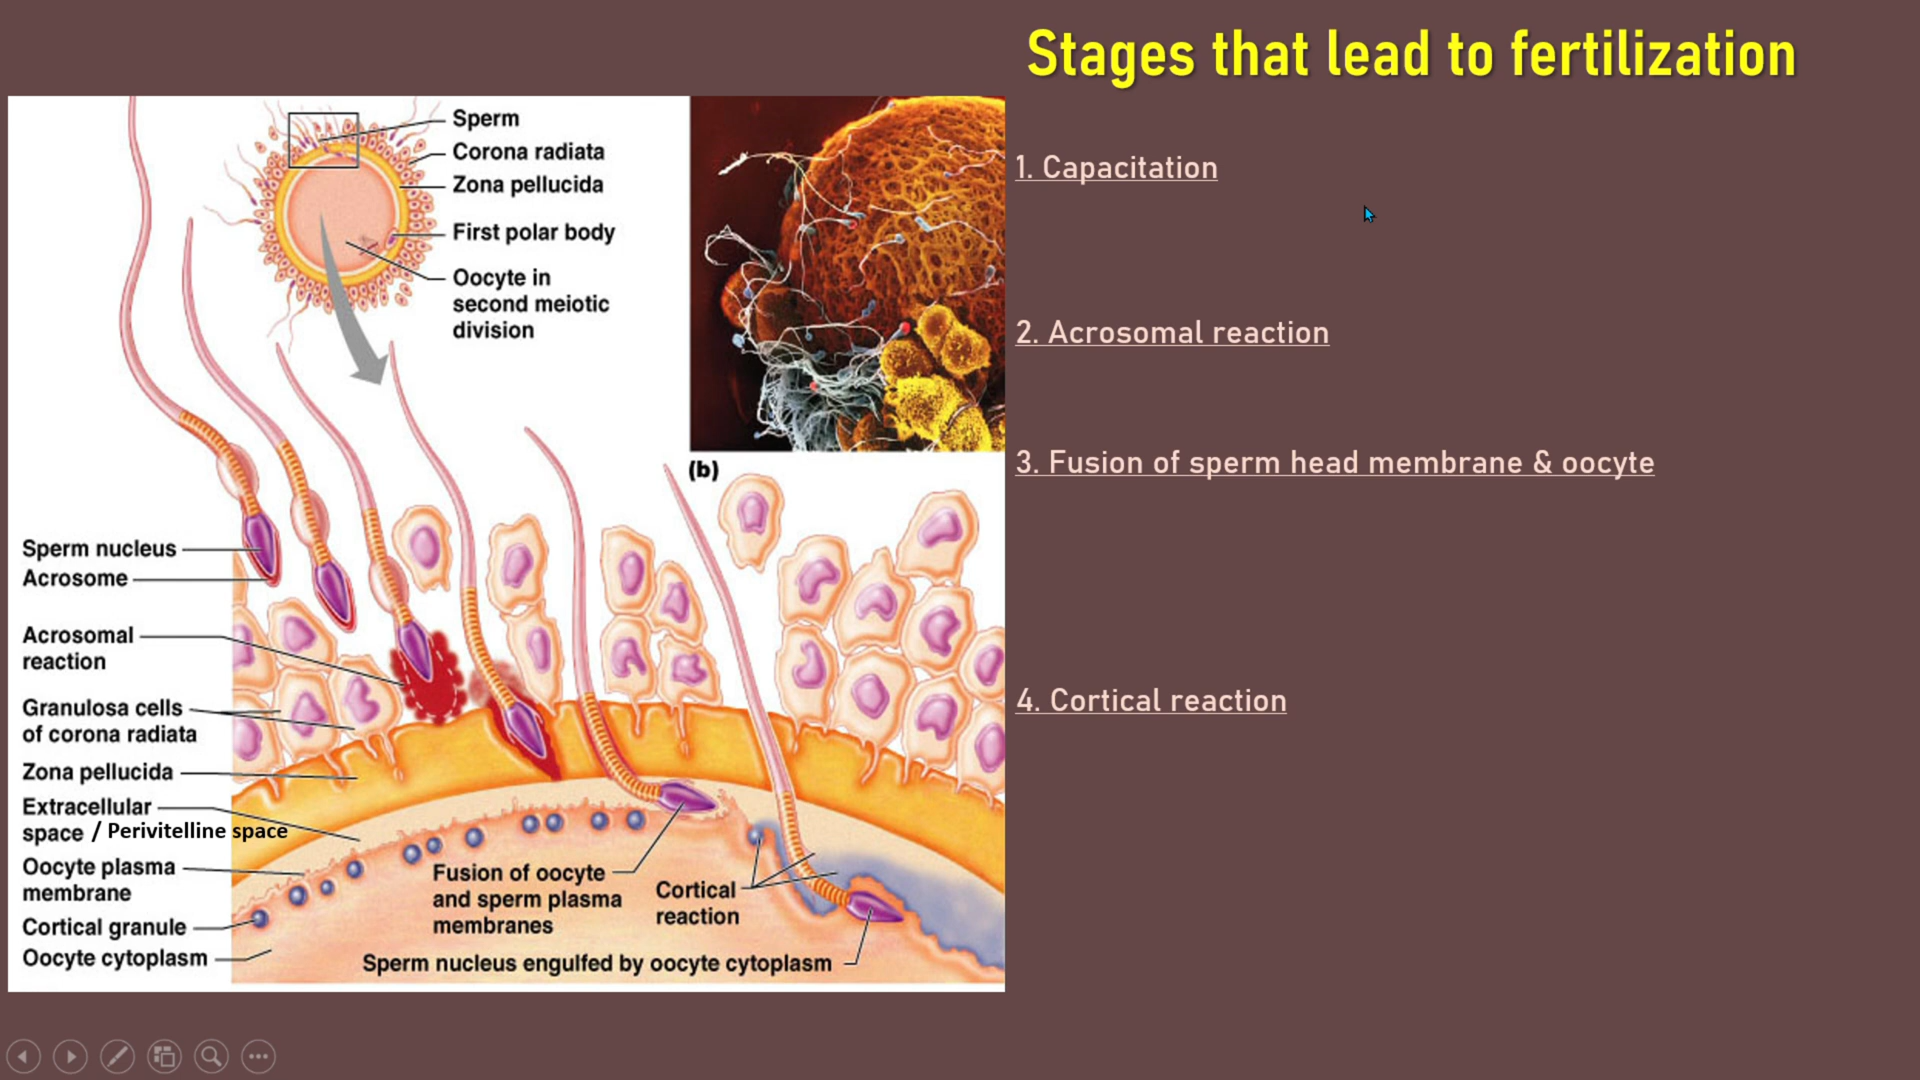 Stages that lead to fertilization
Sperm
Corona radiata
Zona pellucida
First polar body
Oocyte in
second meiotic
division
(b)
Sperm nucleus
Acrosome
Acrosomal
reaction
Granulosa cells
of corona radiata
Zona pellucida
Extracellular
space / Perivitelline space
Oocyte plasma
membrane
Cortical granule
Oocyte cytoplasm
Fusion of oocyte
and sperm plasma
membranes
Cortical
reaction
Sperm nucleus engulfed by oocyte cytoplasm
1. Capacitation
2. Acrosomal reaction
3. Fusion of sperm head membrane & oocyte
4. Cortical reaction